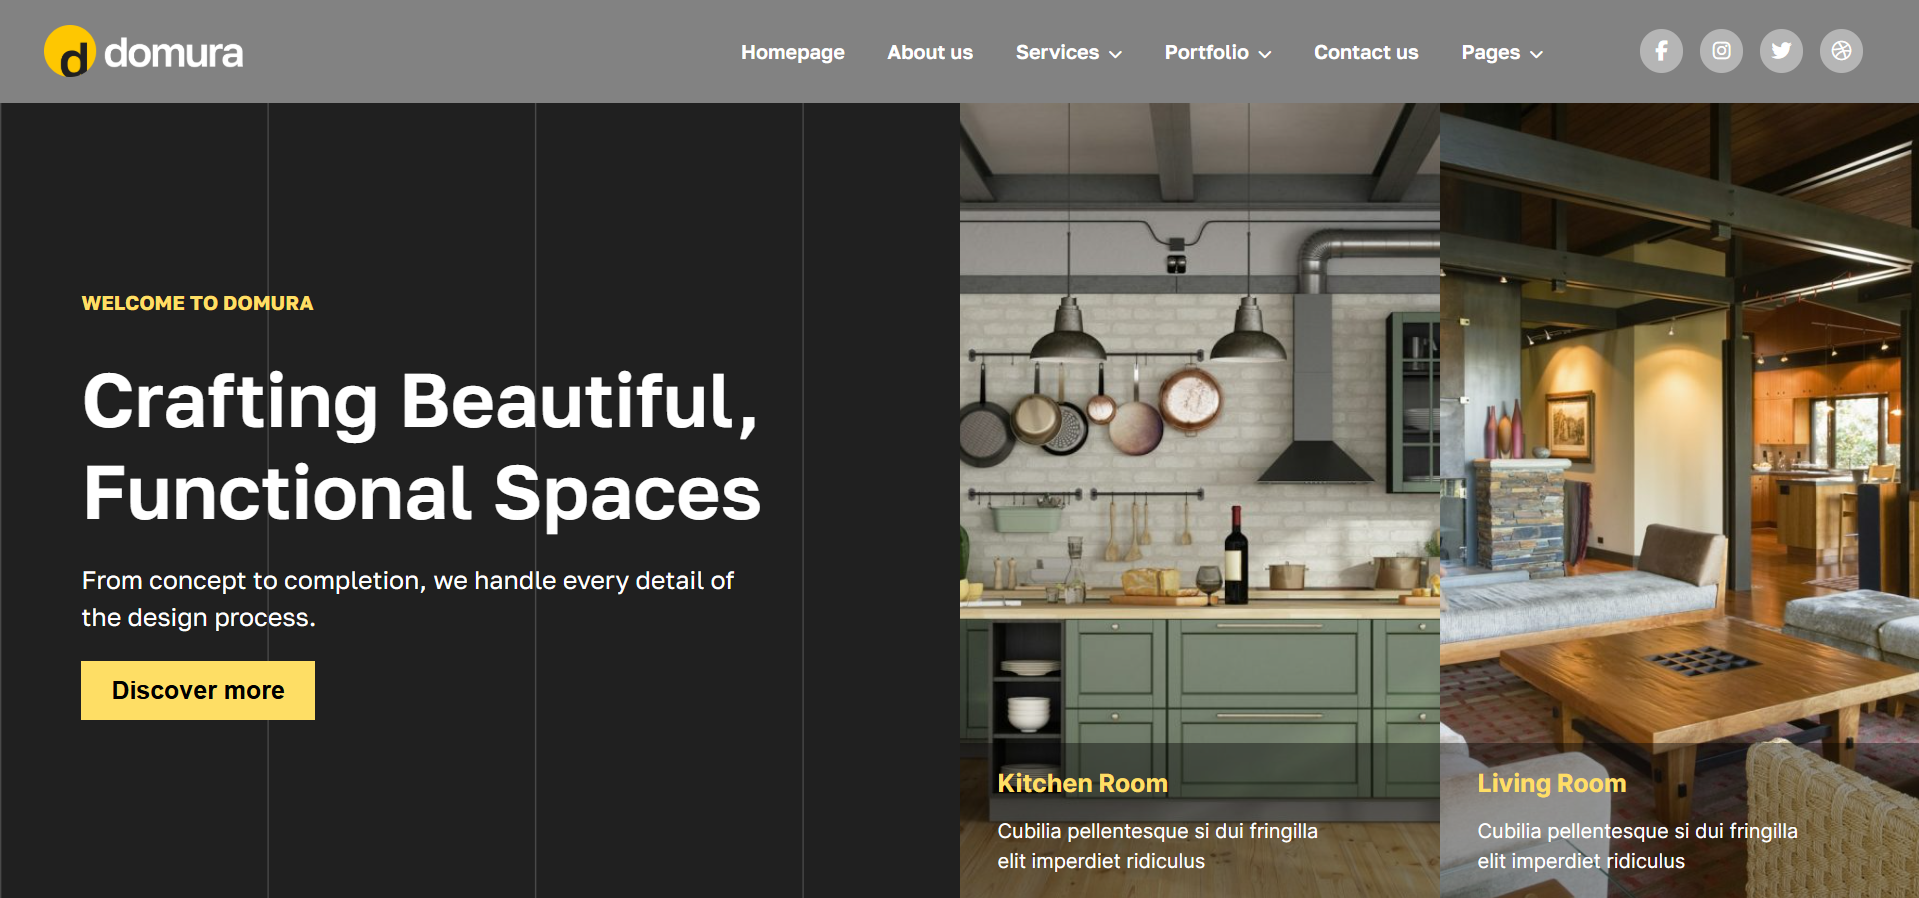 domura
Homepage About us Services Portfolio Contact us Pages
WELCOME TO DOMURA
Crafting Beautiful,
Functional Spaces
From concept to completion, we handle every detail of
the design process.
Discover more
Kitchen Room
Cubilia pellentesque si dui fringilla
elit imperdiet ridiculus
Living Room
Cubilia pellentesque si dui fringilla
elit imperdiet ridiculus